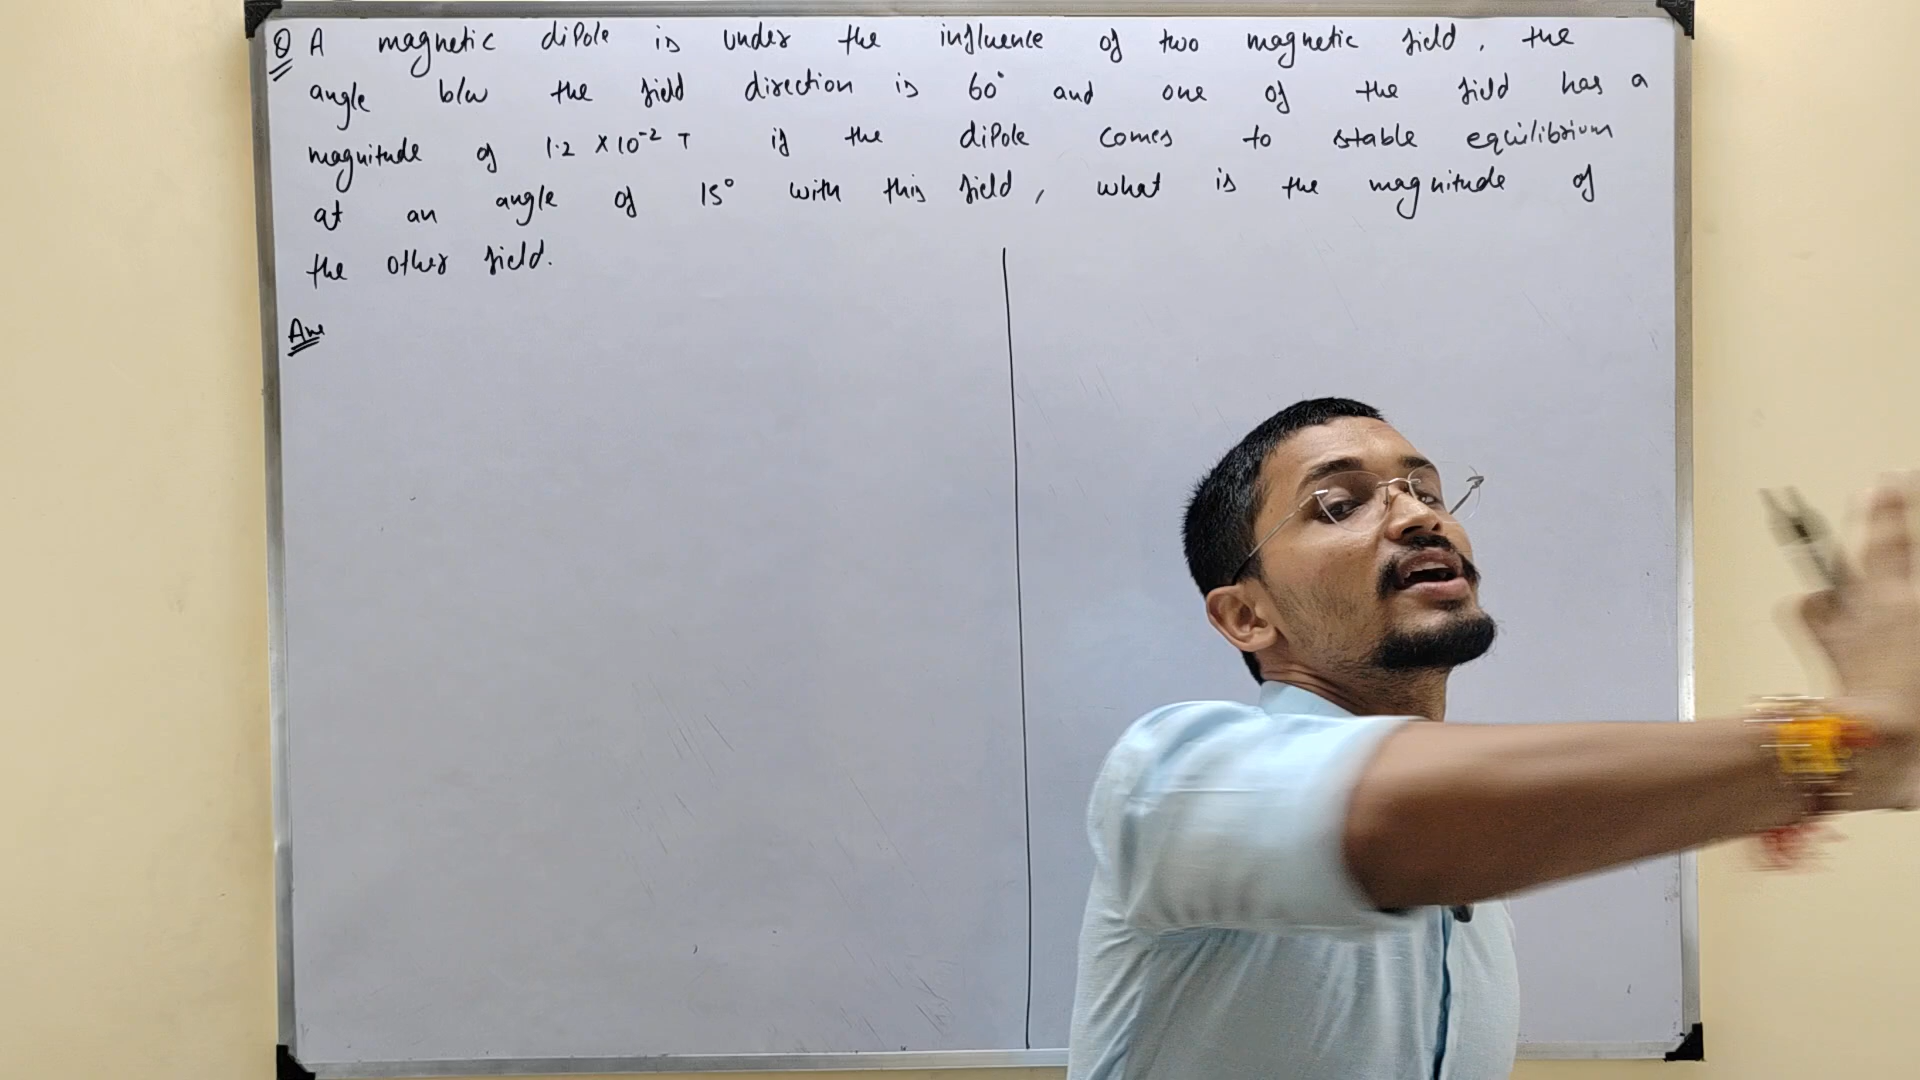 Q A magnetic dipole is under the influence of two magnetic field. the
angle b/w the field direction is 60° and one of the field has a
magnitude of 1.2 × 10⁻² T if the dipole comes to stable equilibrium
at an angle of 15° with this field, what is the magnitude of
the other field.
Ans